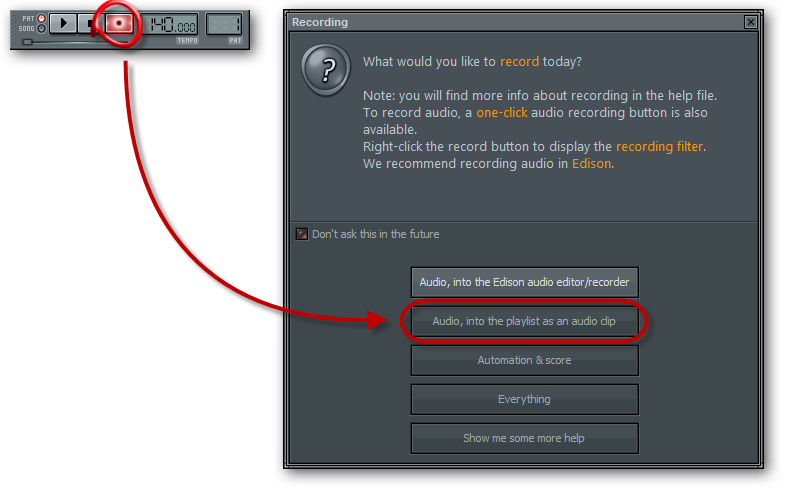 PAT
SONG
140.000
TEMPO
1
PAT
Recording
What would you like to record today?
Note: you will find more info about recording in the help file.
To record audio, a one-click audio recording button is also
available.
Right-click the record button to display the recording filter.
We recommend recording audio in Edison.
Don't ask this in the future
Audio, into the Edison audio editor/recorder
Audio, into the playlist as an audio clip
Automation & score
Everything
Show me some more help